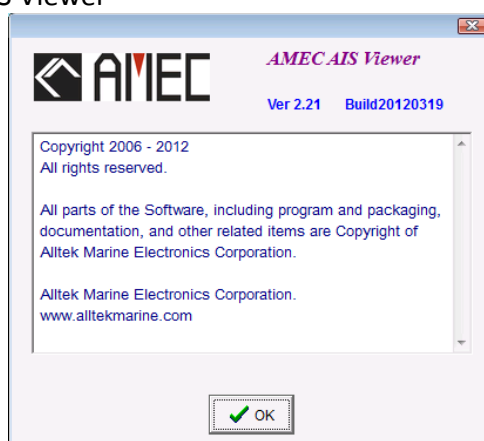 AMEC
AMEC AIS Viewer
Ver 2.21 Build20120319
Copyright 2006 - 2012
All rights reserved.
All parts of the Software, including program and packaging,
documentation, and other related items are Copyright of
Alltek Marine Electronics Corporation.
Alltek Marine Electronics Corporation.
www.alltekmarine.com
OK